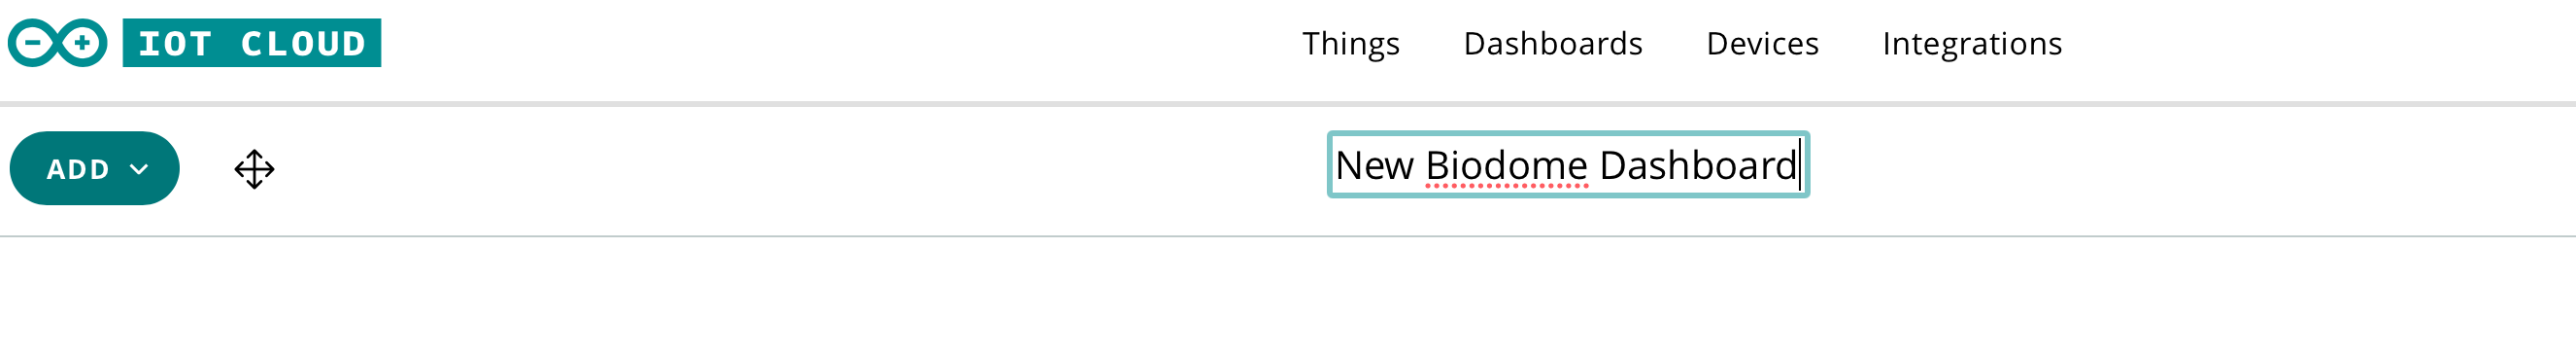 IOT CLOUD Things Dashboards Devices Integrations
ADD New Biodome Dashboard